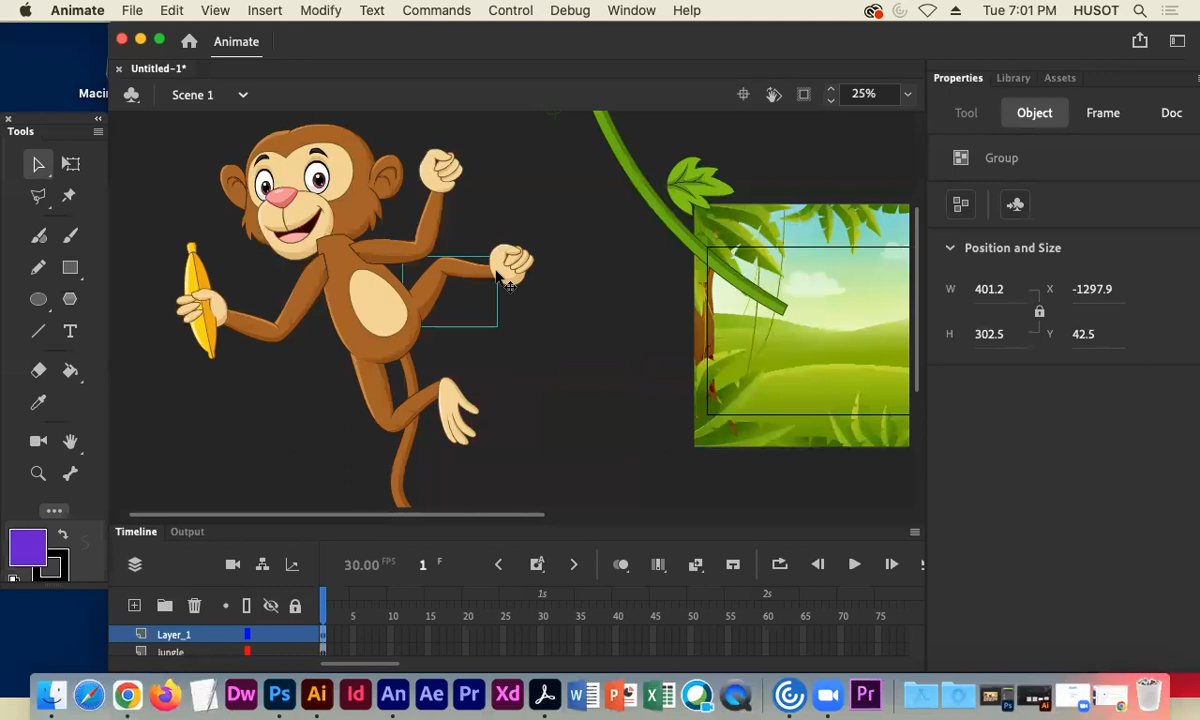 Animate File Edit View Insert Modify Text Commands Control Debug Window Help Tue 7:01 PM HUSOT
Animate
Macin
Untitled-1*
Properties Library Assets
Scene 1 25%
Tool Object Frame Doc
Tools
Group
Position and Size
W 401.2 X -1297.9
H 302.5 Y 42.5
Timeline Output
30.00 FPS 1 F
1s 2s
5 10 15 20 25 30 35 40 45 50 55 60 65 70 75
Layer_1
Jungle
Dw Ps Ai Id An Ae Pr Xd W P X Pr